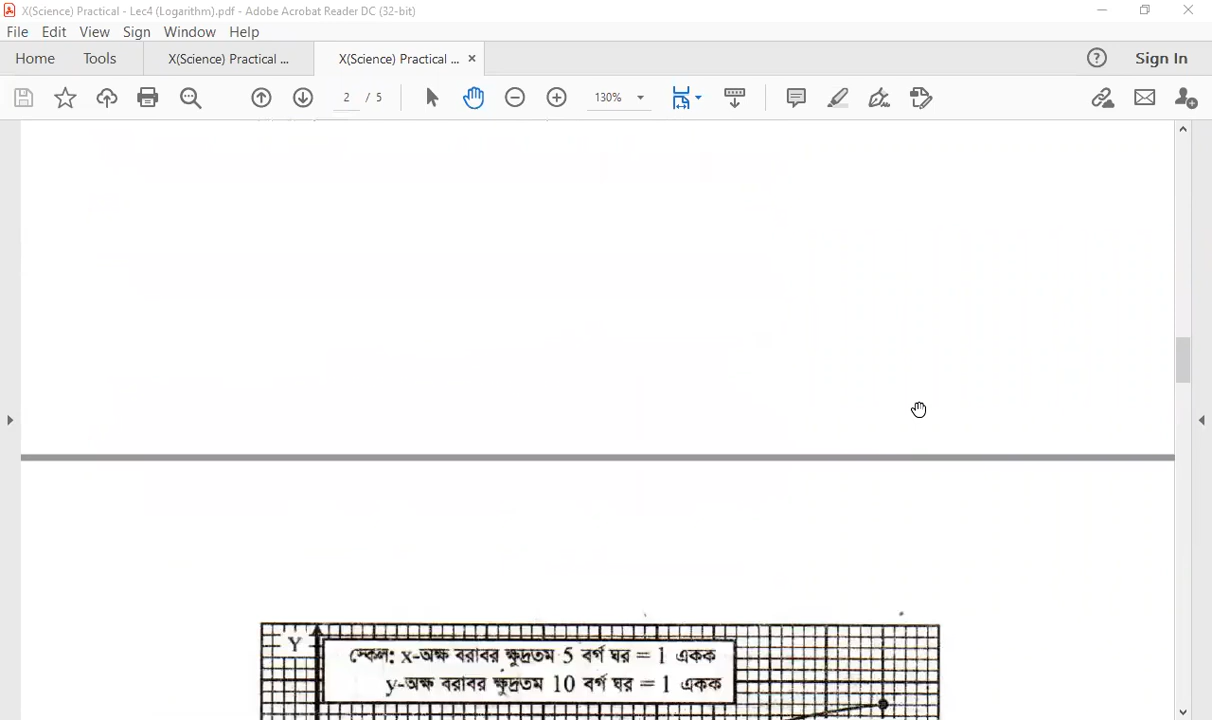 X(Science) Practical - Lec4 (Logarithm).pdf - Adobe Acrobat Reader DC (32-bit)
File Edit View Sign Window Help
Home Tools X(Science) Practical ... X(Science) Practical ... × Sign In
2 / 5 130%
Y
স্কেল: x-অক্ষ বরাবর ক্ষুদ্রতম 5 বর্গ ঘর = 1 একক
y-অক্ষ বরাবর ক্ষুদ্রতম 10 বর্গ ঘর = 1 একক